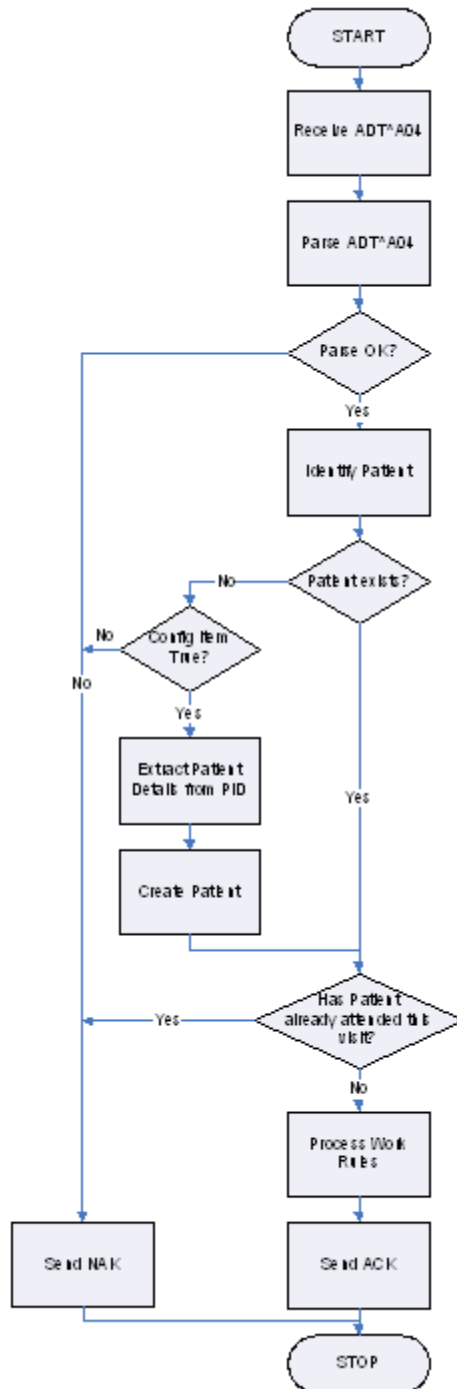 START
Receive ADT^A04
Parse ADT^A04
Parse OK?
Yes
Identify Patient
Patient exists?
No
Config Item
True?
No
No
Yes
Extract Patient
Details from PID
Yes
Create Patient
Has Patient
already attended this
visit?
Yes
No
Process Work
Rules
Send NAK
Send ACK
STOP